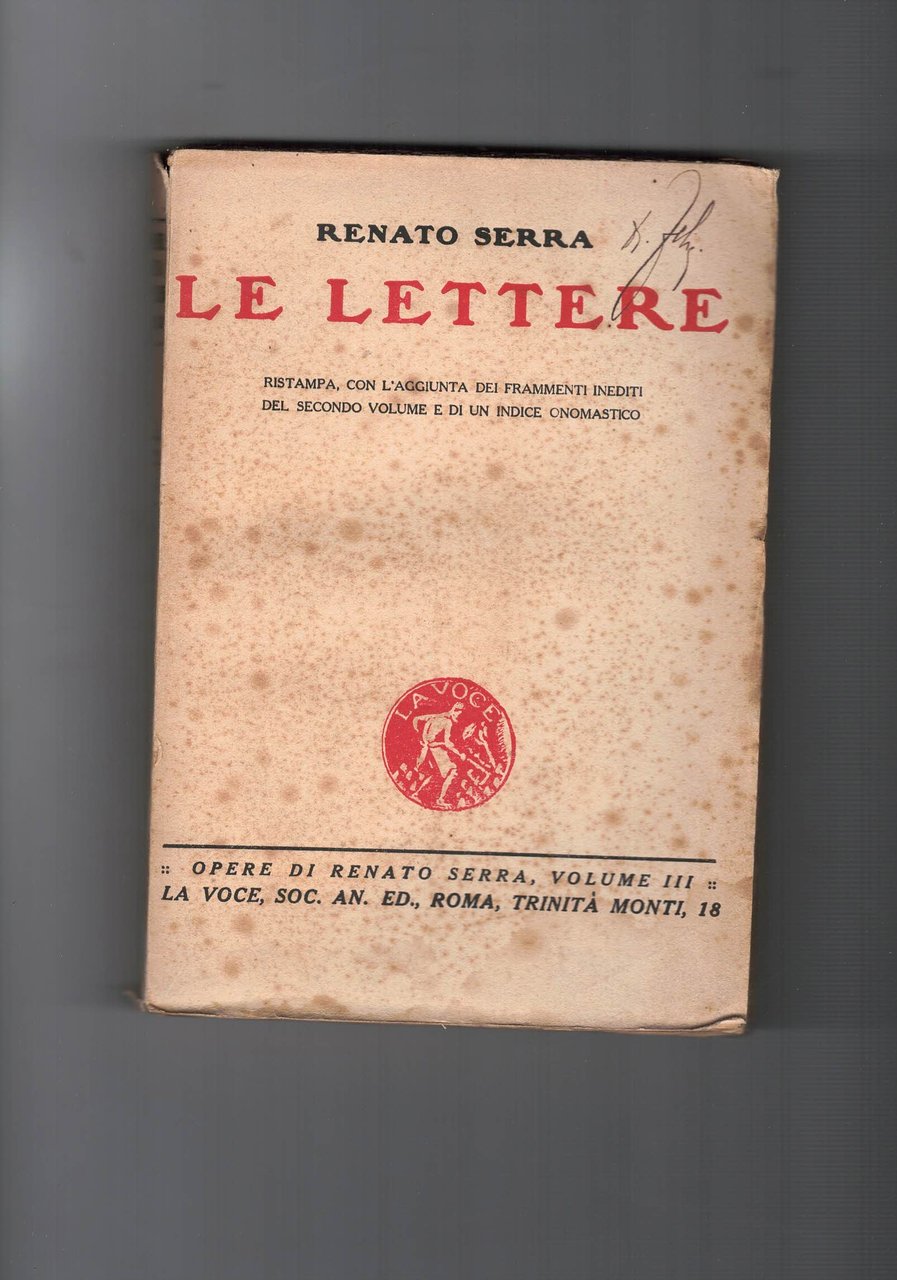 RENATO SERRA
LE LETTERE
RISTAMPA, CON L'AGGIUNTA DEI FRAMMENTI INEDITI
DEL SECONDO VOLUME E DI UN INDICE ONOMASTICO
LA VOCE
:: OPERE DI RENATO SERRA, VOLUME III ::
LA VOCE, SOC. AN. ED., ROMA, TRINITÀ MONTI, 18